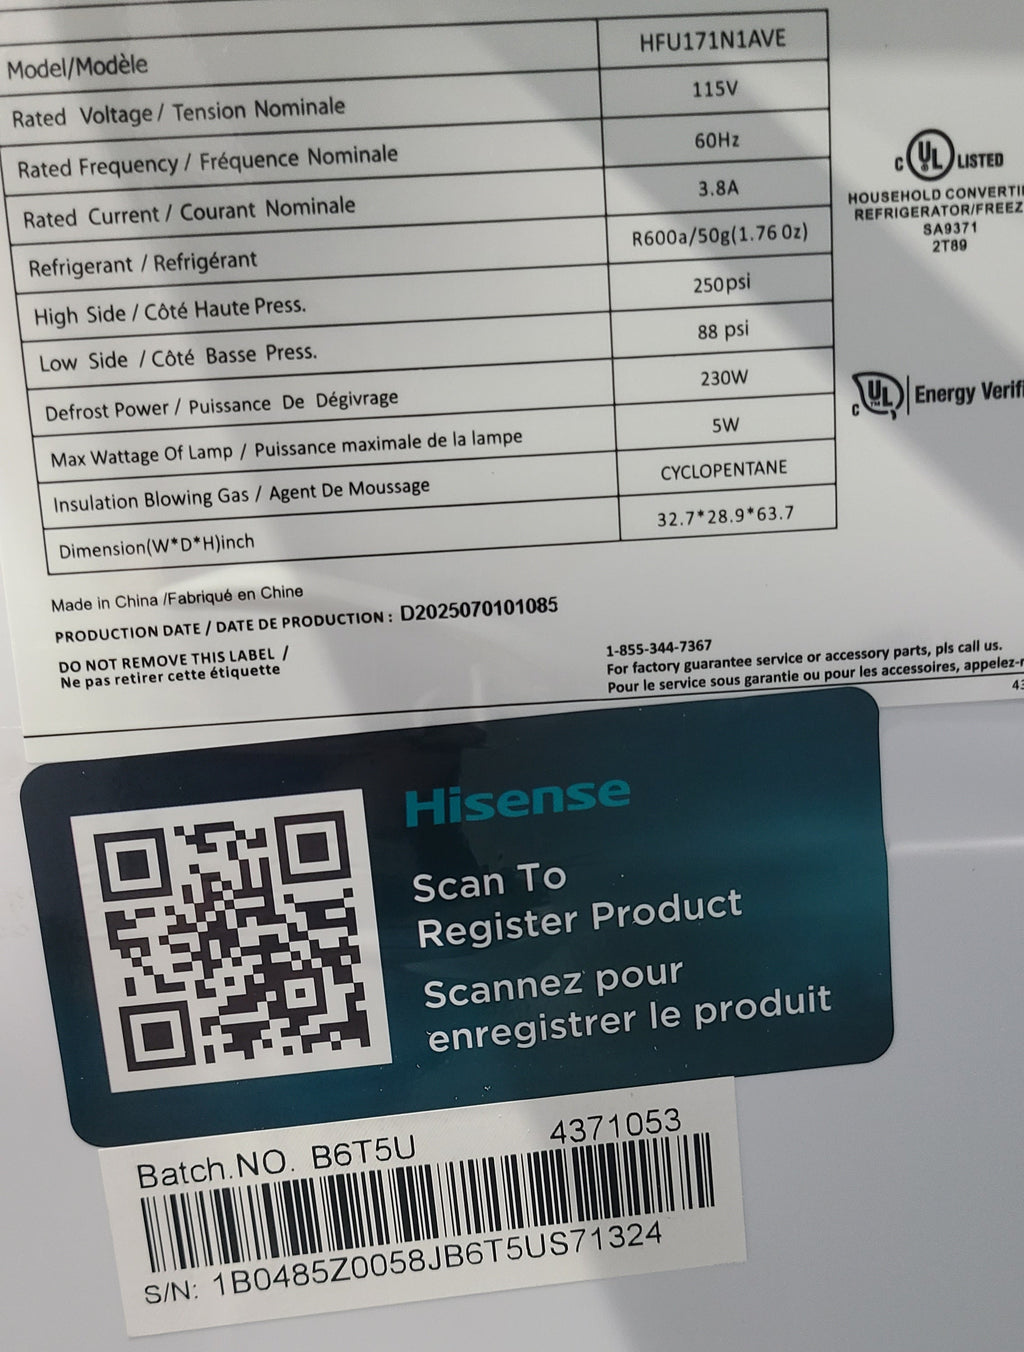 Model/Modèle HFU171N1AVE
Rated Voltage / Tension Nominale 115V
Rated Frequency / Fréquence Nominale 60Hz
Rated Current / Courant Nominale 3.8A
Refrigerant / Refrigérant R600a/50g(1.76 Oz)
High Side / Côté Haute Press. 250psi
Low Side / Côté Basse Press. 88 psi
Defrost Power / Puissance De Dégivrage 230W
Max Wattage Of Lamp / Puissance maximale de la lampe 5W
Insulation Blowing Gas / Agent De Moussage CYCLOPENTANE
Dimension(W*D*H)inch 32.7*28.9*63.7
C UL LISTED
HOUSEHOLD
REFRIGERATOR/
SA9371
2T89
C UL TM Energy
Made in China /Fabriqué en Chine
PRODUCTION DATE / DATE DE PRODUCTION : D2025070101085
DO NOT REMOVE THIS LABEL /
Ne pas retirer cette étiquette
1-855-344-7367
For factory guarantee service or accessory parts, pls call us.
Pour le service sous garantie ou pour les accessoires,
Hisense
Scan To
Register Product
Scannez pour
enregistrer le produit
Batch.NO. B6T5U 4371053
S/N: 1B0485Z0058JB6T5US71324